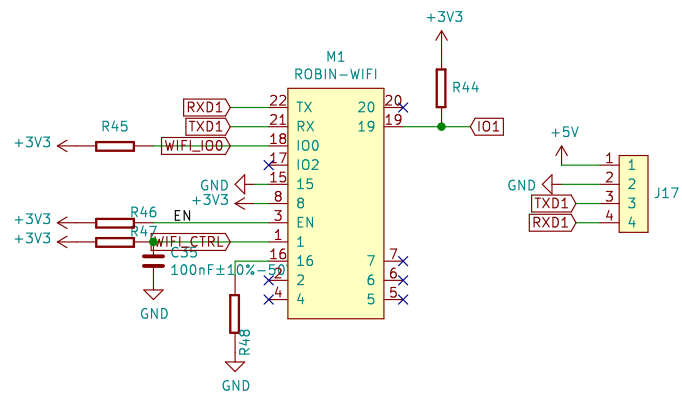 +3V3
M1
ROBIN-WIFI
R44
RXD1 22 TX 20 20
TXD1 21 RX 19 19 IO1
R45
+3V3 WIFI_IO0 18 IO0
17 IO2
GND 15 15
+3V3 8 8
R46
+3V3 EN 3 EN
R47
+3V3 WIFI_CTRL 1 1
C35
100nF±10%-50
16 16 7 7
2 2 6 6
4 4 5 5
GND
R48
GND
+5V
1 1
GND 2 2
J17
TXD1 3 3
RXD1 4 4